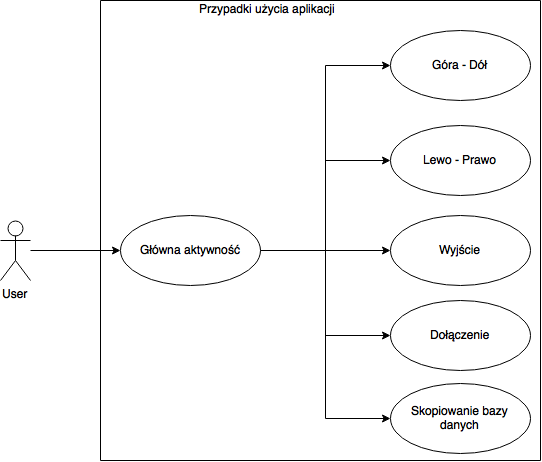 Przypadki użycia aplikacji
Góra - Dół
Lewo - Prawo
Główna aktywność
Wyjście
User
Dołączenie
Skopiowanie bazy
danych